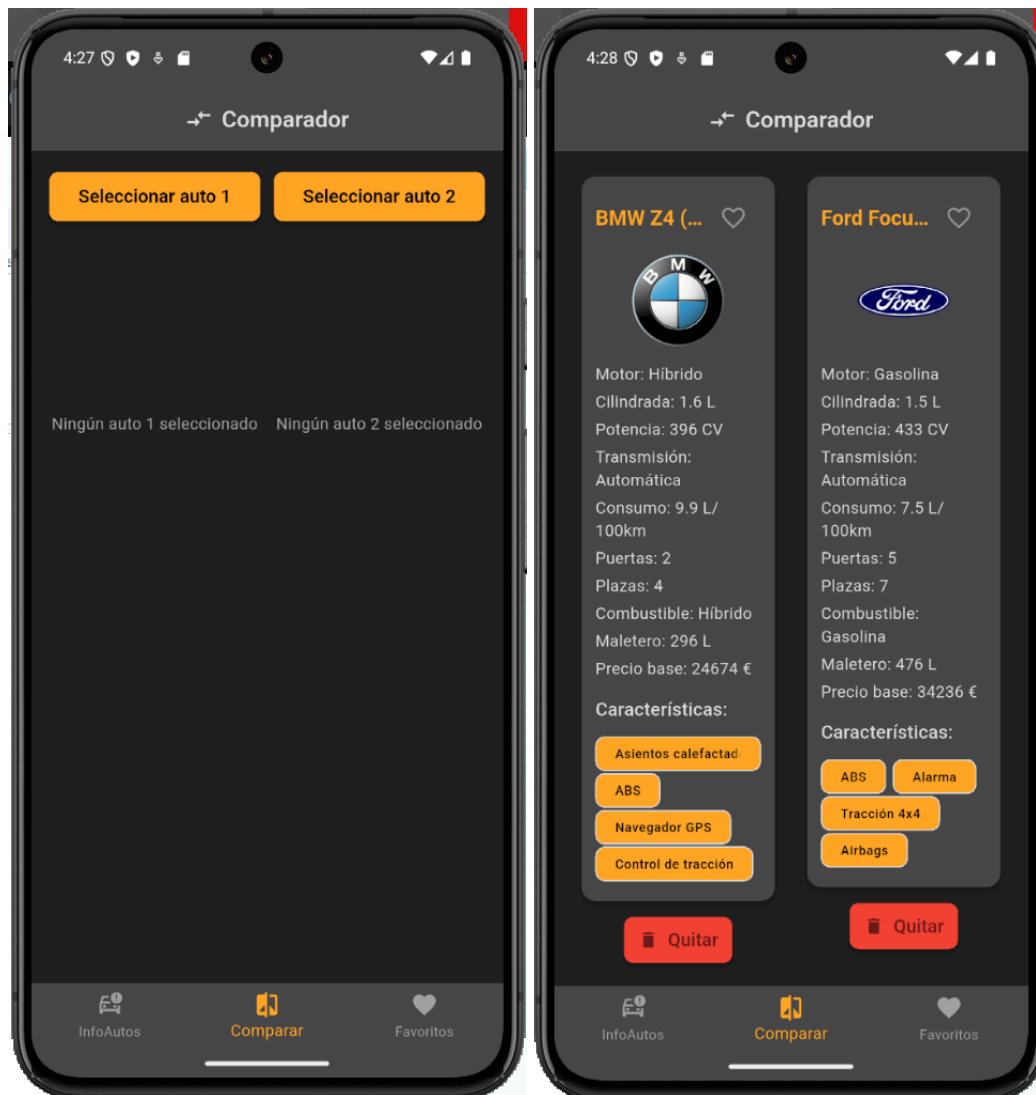 4:27
Comparador
Seleccionar auto 1
Seleccionar auto 2
Ningún auto 1 seleccionado
Ningún auto 2 seleccionado
InfoAutos
Comparar
Favoritos
4:28
Comparador
BMW Z4 (...
BMW
Motor: Híbrido
Cilindrada: 1.6 L
Potencia: 396 CV
Transmisión:
Automática
Consumo: 9.9 L/
100km
Puertas: 2
Plazas: 4
Combustible: Híbrido
Maletero: 296 L
Precio base: 24674 €
Características:
Asientos calefactad
ABS
Navegador GPS
Control de tracción
Quitar
Ford Focu...
Ford
Motor: Gasolina
Cilindrada: 1.5 L
Potencia: 433 CV
Transmisión:
Automática
Consumo: 7.5 L/
100km
Puertas: 5
Plazas: 7
Combustible:
Gasolina
Maletero: 476 L
Precio base: 34236 €
Características:
ABS
Alarma
Tracción 4x4
Airbags
Quitar
InfoAutos
Comparar
Favoritos